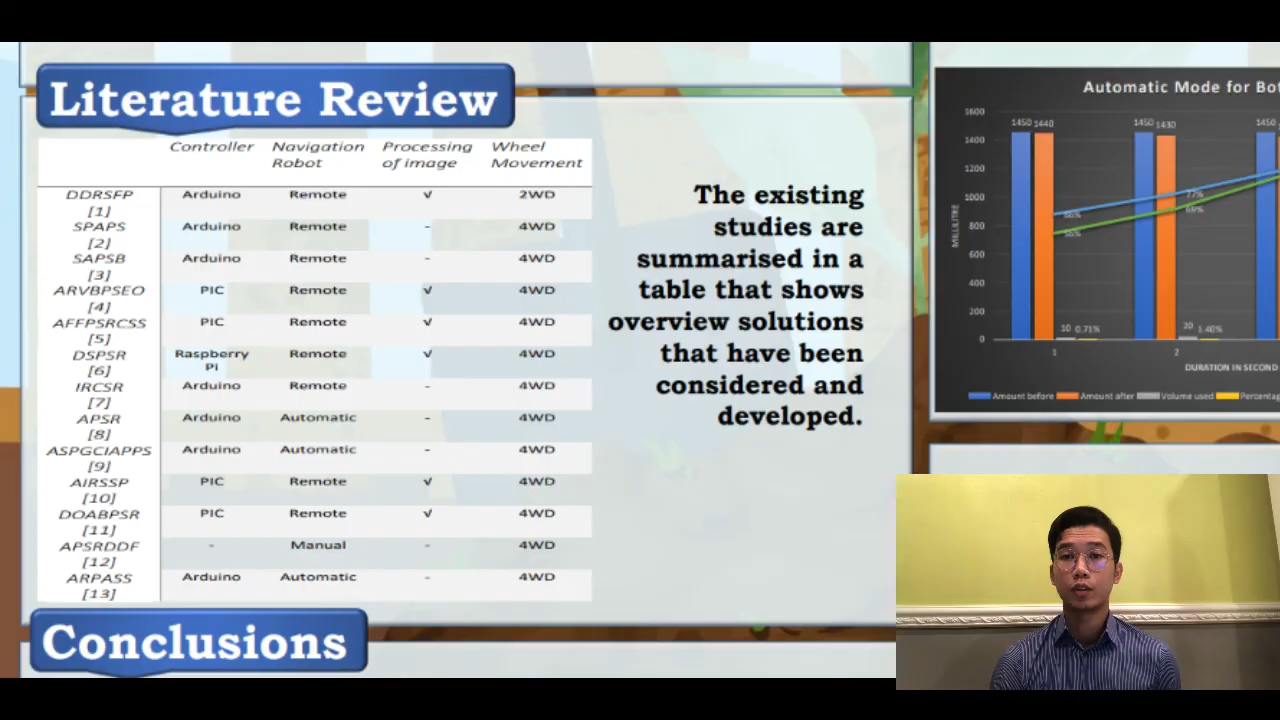 Literature Review
Controller Navigation Robot Processing of image Wheel Movement
DDRSFP [1] Arduino Remote √ 2WD
SPAPS [2] Arduino Remote - 4WD
SAPSB [3] Arduino Remote - 4WD
ARVBPSEO [4] PIC Remote √ 4WD
AFFPSRCSS [5] PIC Remote √ 4WD
DSPSR [6] Raspberry Pi Remote √ 4WD
IRCSR [7] Arduino Remote - 4WD
APSR [8] Arduino Automatic - 4WD
ASPGCIAPPS [9] Arduino Automatic - 4WD
AIRSSP [10] PIC Remote √ 4WD
DOABPSR [11] PIC Remote √ 4WD
APSRDDF [12] - Manual - 4WD
ARPASS [13] Arduino Automatic - 4WD
The existing
studies are
summarised in a
table that shows
overview solutions
that have been
considered and
developed.
Conclusions
Automatic Mode for Bot
1600
1400
1200
1000
800
600
400
200
0
MILLILITRE
1450 1440 1450 1430 1450
77%
69%
10 0.71% 20 1.40%
1 2
DURATION IN SECOND
Amount before Amount after Volume used Percentag